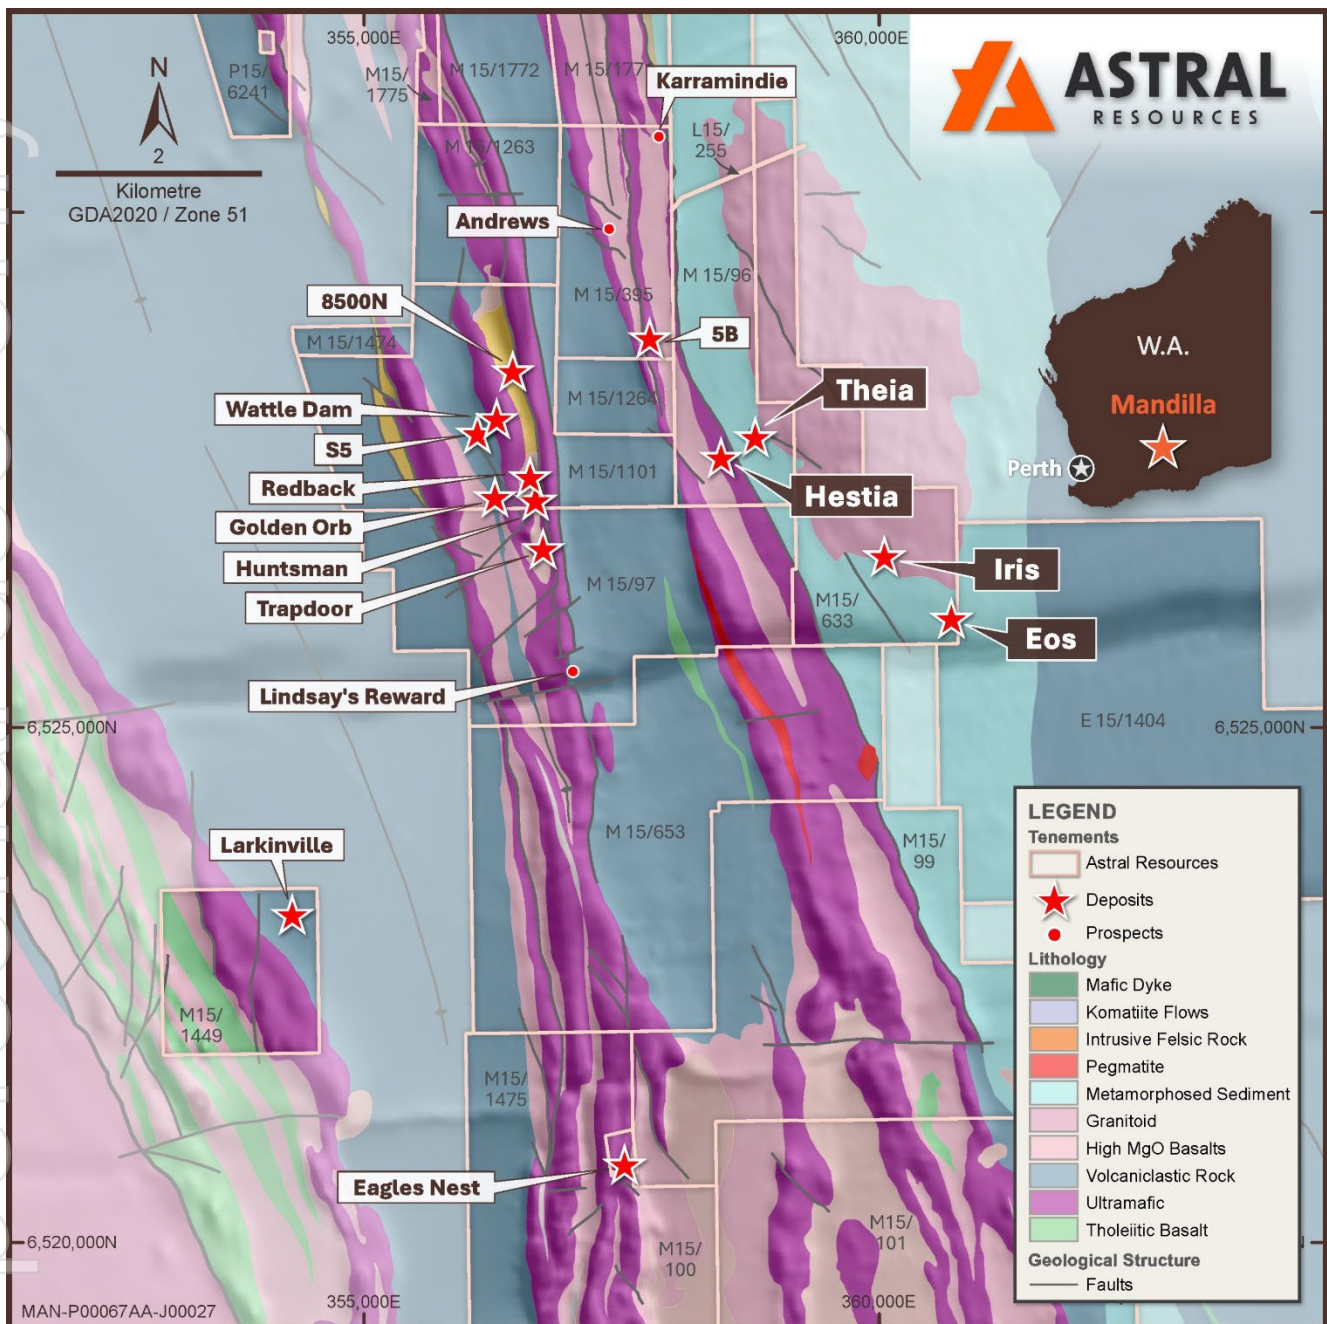 355,000E
360,000E
N
2
Kilometre
GDA2020 / Zone 51
P15/
6241
M15/
1775
M 15/1772
M 15/177
Karramindie
ASTRAL
RESOURCES
M 15/1263
L15/
255
Andrews
M 15/96
8500N
M 15/395
5B
M 15/1474
W.A.
Mandilla
Perth
Theia
M 15/1264
Wattle Dam
S5
Redback
M 15/1101
Hestia
Golden Orb
Huntsman
Iris
Trapdoor
M 15/97
M15/
633
Eos
Lindsay's Reward
6,525,000N
E 15/1404
6,525,000N
LEGEND
Tenements
Astral Resources
Deposits
Prospects
Lithology
Mafic Dyke
Komatiite Flows
Intrusive Felsic Rock
Pegmatite
Metamorphosed Sediment
Granitoid
High MgO Basalts
Volcaniclastic Rock
Ultramafic
Tholeiitic Basalt
Geological Structure
Faults
M 15/653
Larkinville
M15/
99
M15/
1449
M15/
1475
Eagles Nest
6,520,000N
M15/
100
M15/
101
N
355,000E
360,000E
MAN-P00067AA-J00027